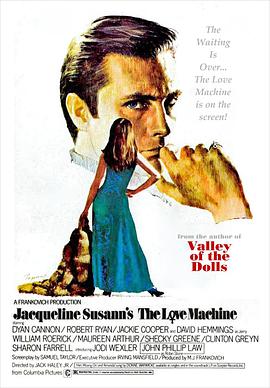 The
Waiting
Is
Over...
The Love
Machine
is on the
screen!
from the author of
Valley
of the
Dolls
A FRANKOVICH PRODUCTION
Jacqueline Susann's The Love Machine
starring
DYAN CANNON/ROBERT RYAN/JACKIE COOPER and DAVID HEMMINGS as Jerry
WILLIAM ROERICK/MAUREEN ARTHUR/SHECKY GREENE/CLINTON GREYN
SHARON FARRELL/introducing JODI WEXLER/JOHN PHILLIP LAW
Screenplay by SAMUEL TAYLOR/Executive Producer IRVING MANSFIELD/Produced by M.J. FRANKOVICH
Directed by JACK HALEY, JR.
from Columbia Pictures
R RESTRICTED